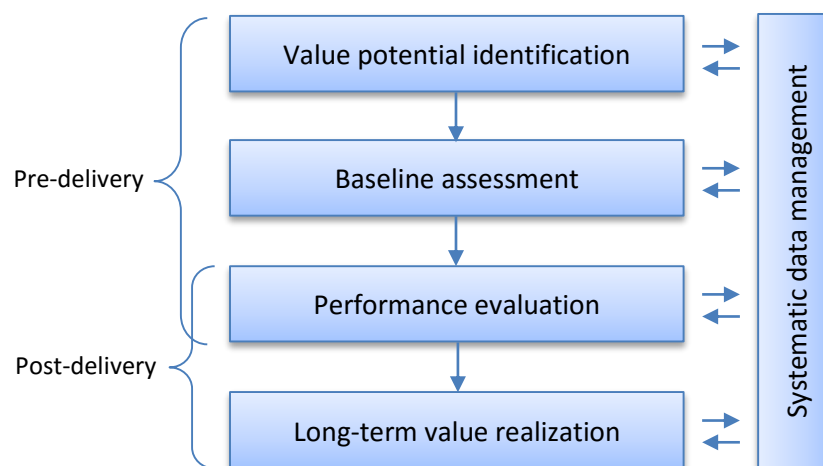 Value potential identification
Baseline assessment
Pre-delivery
Performance evaluation
Post-delivery
Long-term value realization
Systematic data management